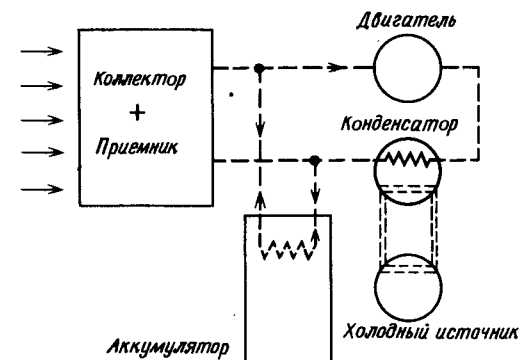 Двигатель
Коллектор
+
Приемник
Конденсатор
Аккумулятор
Холодный источник